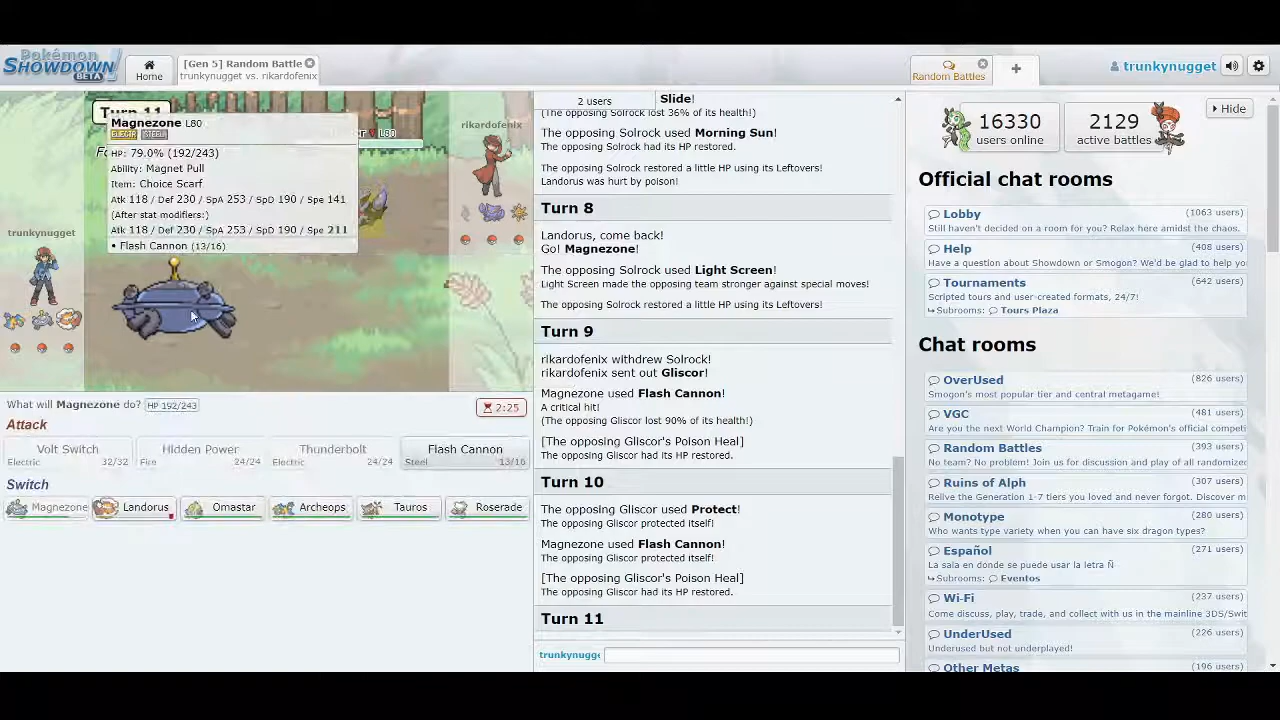 Pokémon
SHOWDOWN!
BETA
Home
[Gen 5] Random Battle
trunkynugget vs. rikardofenix
Random Battles
+
trunkynugget
Turn 11
Magnezone L80
ELECTR STEEL
HP: 79.0% (192/243)
Ability: Magnet Pull
Item: Choice Scarf
Atk 118 / Def 230 / SpA 253 / SpD 190 / Spe 141
(After stat modifiers:)
Atk 118 / Def 230 / SpA 253 / SpD 190 / Spe 211
• Flash Cannon (13/16)
L80
rikardofenix
trunkynugget
What will Magnezone do? HP 192/243
2:25
Attack
Volt Switch
Electric 32/32
Hidden Power
Fire 24/24
Thunderbolt
Electric 24/24
Flash Cannon
Steel 13/16
Switch
Magnezone
Landorus
Omastar
Archeops
Tauros
Roserade
2 users
Slide!
(The opposing Solrock lost 36% of its health!)
The opposing Solrock used Morning Sun!
The opposing Solrock had its HP restored.
The opposing Solrock restored a little HP using its Leftovers!
Landorus was hurt by poison!
Turn 8
Landorus, come back!
Go! Magnezone!
The opposing Solrock used Light Screen!
Light Screen made the opposing team stronger against special moves!
The opposing Solrock restored a little HP using its Leftovers!
Turn 9
rikardofenix withdrew Solrock!
rikardofenix sent out Gliscor!
Magnezone used Flash Cannon!
A critical hit!
(The opposing Gliscor lost 90% of its health!)
[The opposing Gliscor's Poison Heal]
The opposing Gliscor had its HP restored.
Turn 10
The opposing Gliscor used Protect!
The opposing Gliscor protected itself!
Magnezone used Flash Cannon!
The opposing Gliscor protected itself!
[The opposing Gliscor's Poison Heal]
The opposing Gliscor had its HP restored.
Turn 11
trunkynugge
16330
users online
2129
active battles
Hide
Official chat rooms
Lobby (1063 users)
Still haven't decided on a room for you? Relax here amidst the chaos.
Help (408 users)
Have a question about Showdown or Smogon? We'd be glad to help yo
Tournaments (642 users)
Scripted tours and user-created formats, 24/7!
↳Subrooms: Tours Plaza
Chat rooms
OverUsed (826 users)
Smogon's most popular tier and central metagame!
VGC (481 users)
Are you the next World Champion? Train for Pokémon's official competi
Random Battles (393 users)
No team? No problem! Join us for discussion and play of all randomize
Ruins of Alph (307 users)
Relive the Generation 1-7 tiers you loved and never forgot. Discover m
Monotype (280 users)
Who wants type variety when you can have six dragon types?
Español (271 users)
La sala en donde se puede usar la letra Ñ
↳Subrooms: Eventos
Wi-Fi (237 users)
Come discuss, play, trade, and collect with us in the mainline 3DS/Swit
UnderUsed (226 users)
Underused but not underplayed!
Other Metas (196 users)